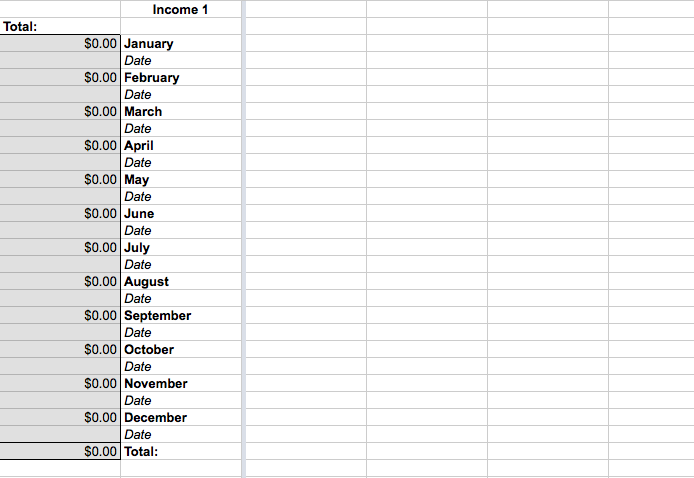 Income 1
Total:
$0.00 January
Date
$0.00 February
Date
$0.00 March
Date
$0.00 April
Date
$0.00 May
Date
$0.00 June
Date
$0.00 July
Date
$0.00 August
Date
$0.00 September
Date
$0.00 October
Date
$0.00 November
Date
$0.00 December
Date
$0.00 Total: